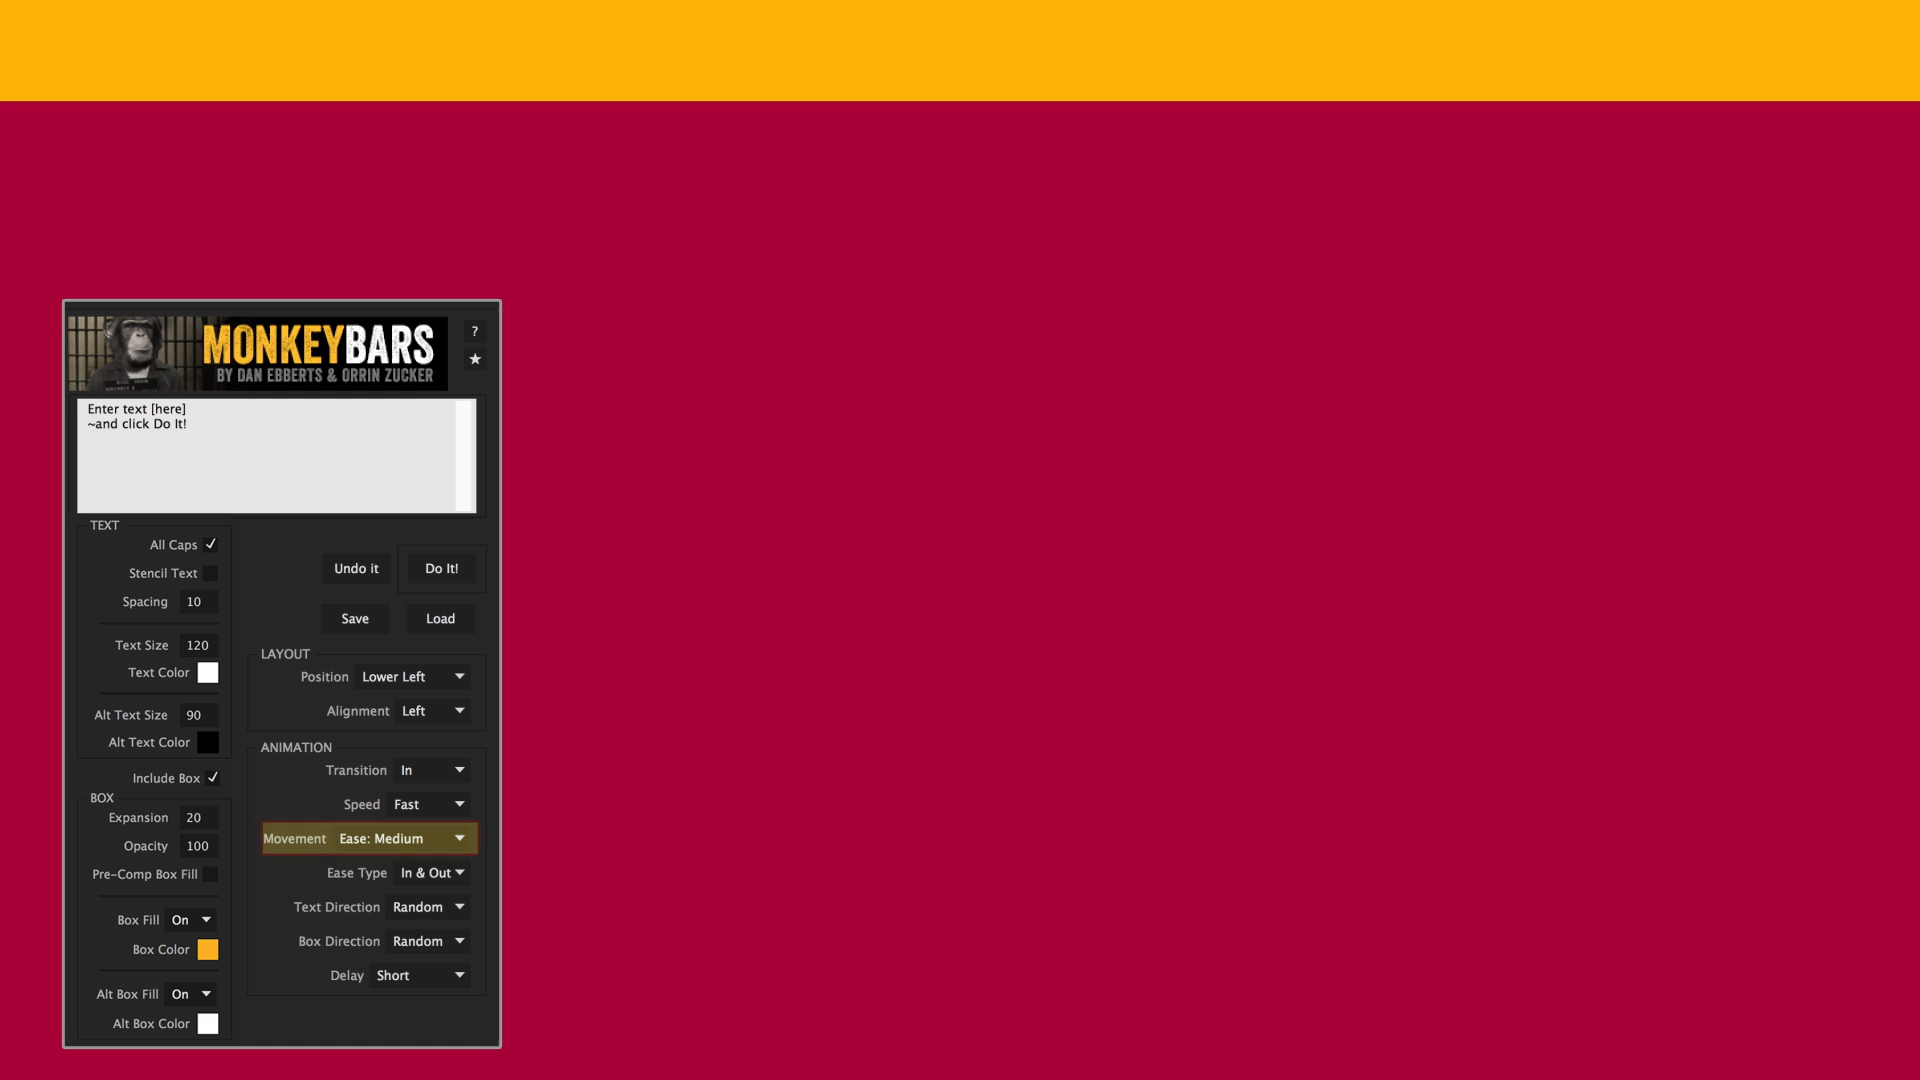 MONKEYBARS
BY DAN EBBERTS & ORRIN ZUCKER
?
★
Enter text [here]
~and click Do It!
TEXT
All Caps ✓
Stencil Text
Spacing 10
Text Size 120
Text Color
Alt Text Size 90
Alt Text Color
Include Box ✓
BOX
Expansion 20
Opacity 100
Pre-Comp Box Fill
Box Fill On
Box Color
Alt Box Fill On
Alt Box Color
Undo it Do It!
Save Load
LAYOUT
Position Lower Left
Alignment Left
ANIMATION
Transition In
Speed Fast
Movement Ease: Medium
Ease Type In & Out
Text Direction Random
Box Direction Random
Delay Short